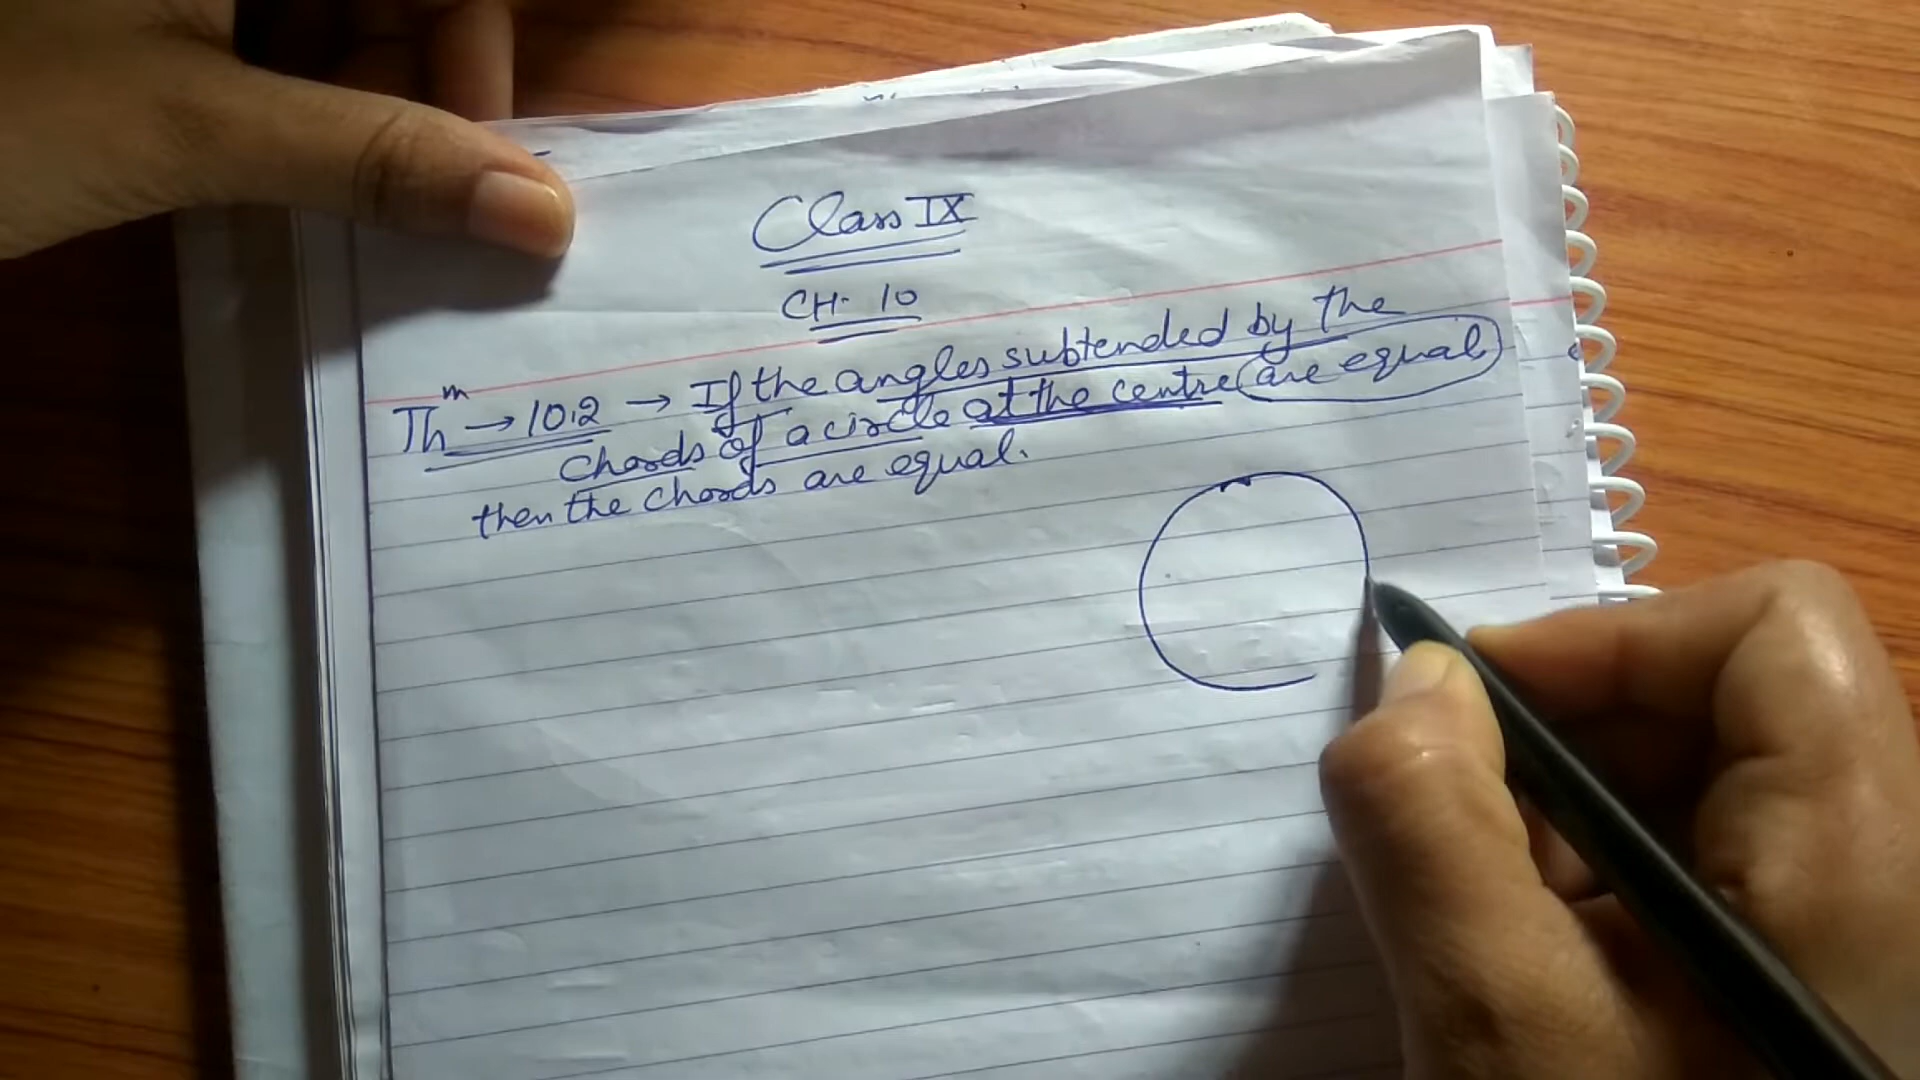 Class IX
CH. 10
Thm → 10.2 → If the angles subtended by the
chords of a circle at the centre are equal
then the chords are equal.